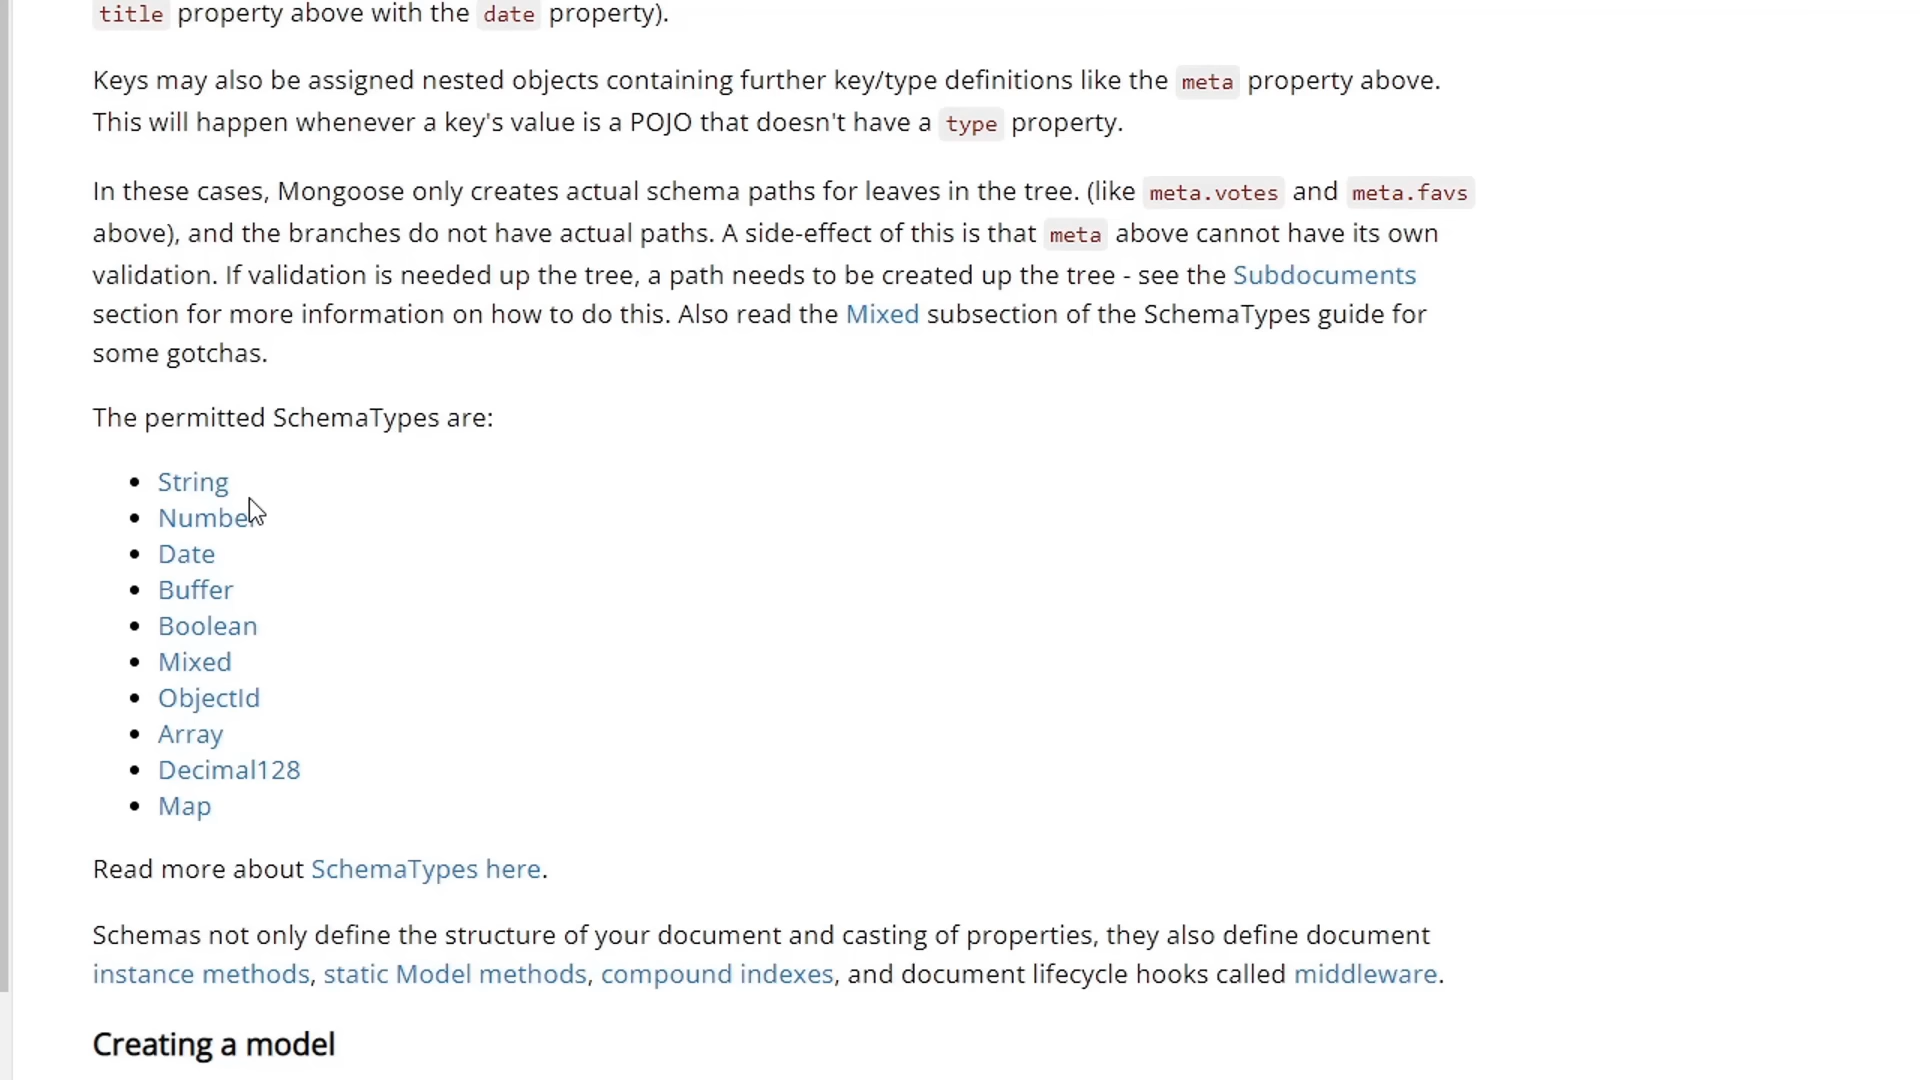 title property above with the date property).
Keys may also be assigned nested objects containing further key/type definitions like the meta property above.
This will happen whenever a key's value is a POJO that doesn't have a type property.
In these cases, Mongoose only creates actual schema paths for leaves in the tree. (like meta.votes and meta.favs
above), and the branches do not have actual paths. A side-effect of this is that meta above cannot have its own
validation. If validation is needed up the tree, a path needs to be created up the tree - see the Subdocuments
section for more information on how to do this. Also read the Mixed subsection of the SchemaTypes guide for
some gotchas.
The permitted SchemaTypes are:
• String
• Number
• Date
• Buffer
• Boolean
• Mixed
• ObjectId
• Array
• Decimal128
• Map
Read more about SchemaTypes here.
Schemas not only define the structure of your document and casting of properties, they also define document
instance methods, static Model methods, compound indexes, and document lifecycle hooks called middleware.
Creating a model